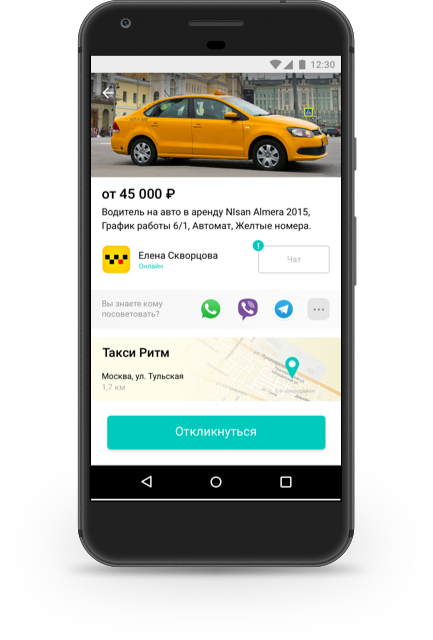 12:30
от 45 000 ₽
Водитель на авто в аренду NIsan Almera 2015,
График работы 6/1, Автомат, Желтые номера.
Елена Скворцова
Онлайн
!
Чат
Вы знаете кому
посоветовать?
Такси Ритм
Москва, ул. Тульская
1,7 км
Откликнуться